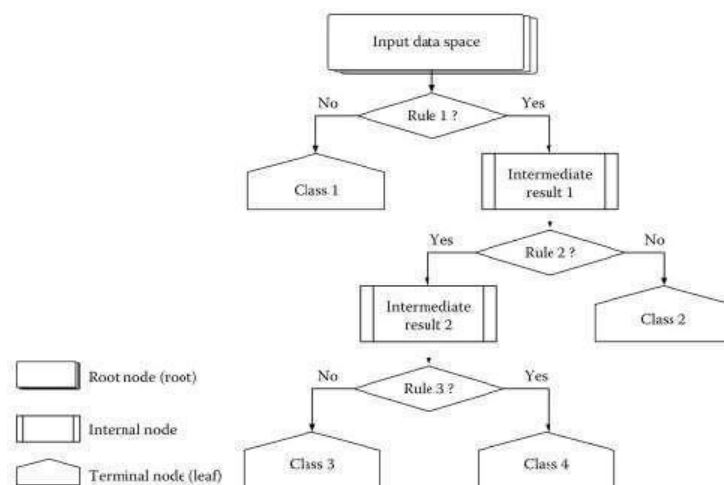 Input data space
No
Rule 1 ?
Yes
Class 1
Intermediate
result 1
Yes
Rule 2 ?
No
Intermediate
result 2
Class 2
Root node (root)
No
Rule 3 ?
Yes
Internal node
Class 3
Class 4
Terminal node (leaf)